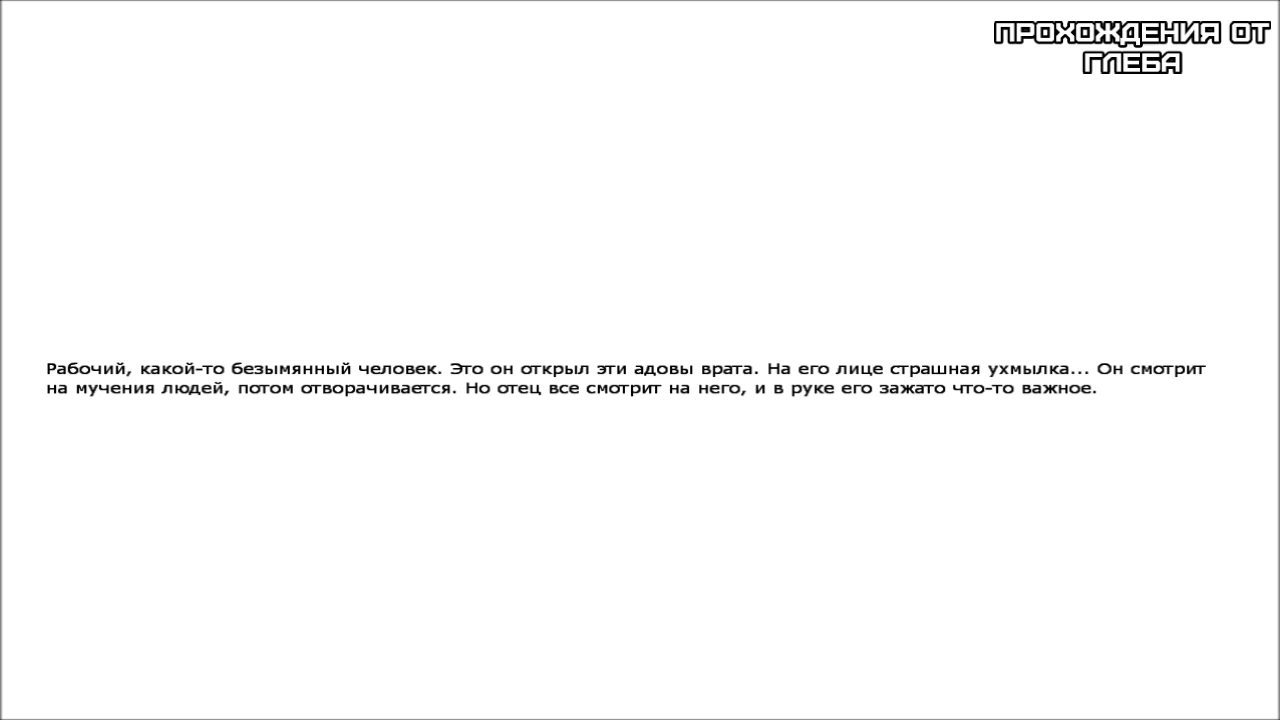 ПРОХОЖДЕНИЯ ОТ
ГЛЕБА
Рабочий, какой-то безымянный человек. Это он открыл эти адовы врата. На его лице страшная ухмылка... Он смотрит
на мучения людей, потом отворачивается. Но отец все смотрит на него, и в руке его зажато что-то важное.